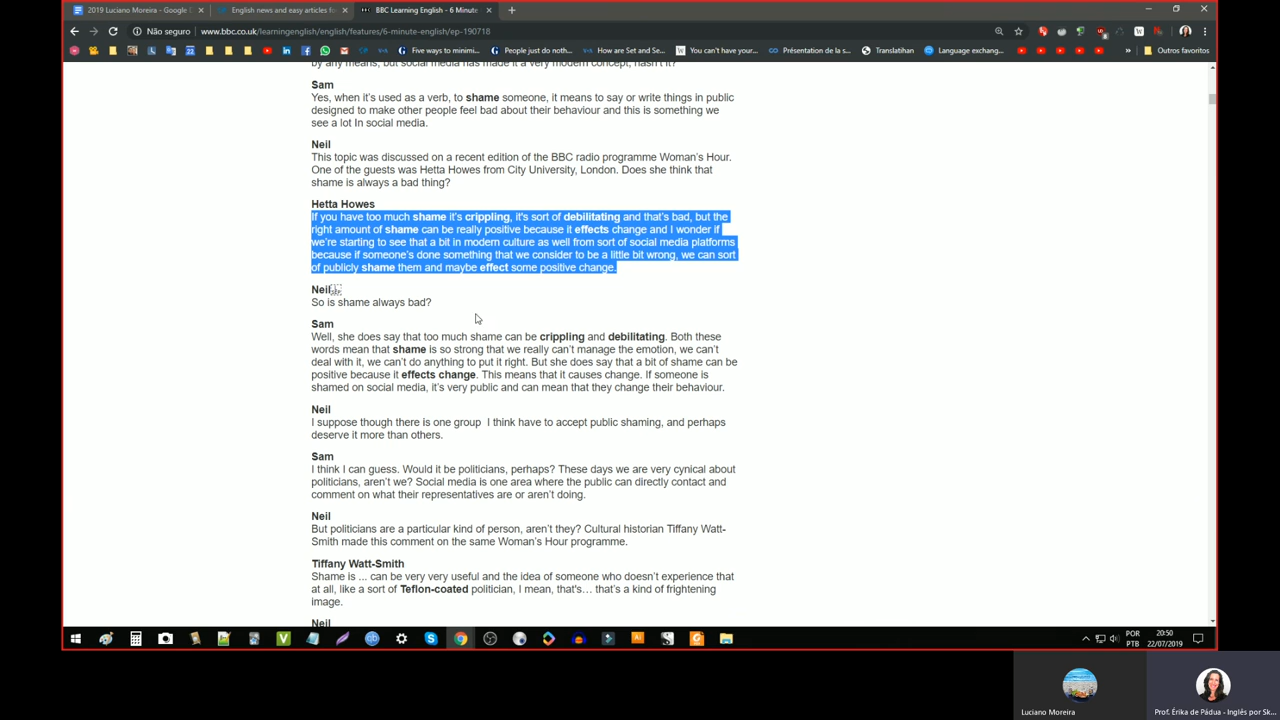 2019 Luciano Moreira - Google D
English news and easy articles fo
BBC Learning English - 6 Minute
Não seguro
www.bbc.co.uk/learningenglish/english/features/6-minute-english/ep-190718
Five ways to minimi...
People just do noth...
How are Set and Se...
You can't have your...
Présentation de la s...
Translatihan
Language exchang...
»
Outros favoritos
by any means, but social media has made it a very modern concept, hasn't it?
Sam
Yes, when it's used as a verb, to shame someone, it means to say or write things in public
designed to make other people feel bad about their behaviour and this is something we
see a lot In social media.
Neil
This topic was discussed on a recent edition of the BBC radio programme Woman's Hour.
One of the guests was Hetta Howes from City University, London. Does she think that
shame is always a bad thing?
Hetta Howes
If you have too much shame it's crippling, it's sort of debilitating and that's bad, but the
right amount of shame can be really positive because it effects change and I wonder if
we're starting to see that a bit in modern culture as well from sort of social media platforms
because if someone's done something that we consider to be a little bit wrong, we can sort
of publicly shame them and maybe effect some positive change.
Neil
So is shame always bad?
Sam
Well, she does say that too much shame can be crippling and debilitating. Both these
words mean that shame is so strong that we really can't manage the emotion, we can't
deal with it, we can't do anything to put it right. But she does say that a bit of shame can be
positive because it effects change. This means that it causes change. If someone is
shamed on social media, it's very public and can mean that they change their behaviour.
Neil
I suppose though there is one group  I think have to accept public shaming, and perhaps
deserve it more than others.
Sam
I think I can guess. Would it be politicians, perhaps? These days we are very cynical about
politicians, aren't we? Social media is one area where the public can directly contact and
comment on what their representatives are or aren't doing.
Neil
But politicians are a particular kind of person, aren't they? Cultural historian Tiffany Watt-
Smith made this comment on the same Woman's Hour programme.
Tiffany Watt-Smith
Shame is ... can be very very useful and the idea of someone who doesn't experience that
at all, like a sort of Teflon-coated politician, I mean, that's… that's a kind of frightening
image.
Neil
POR
PTB
20:50
22/07/2019
Luciano Moreira
Prof. Érika de Pádua - Inglês por Sk...